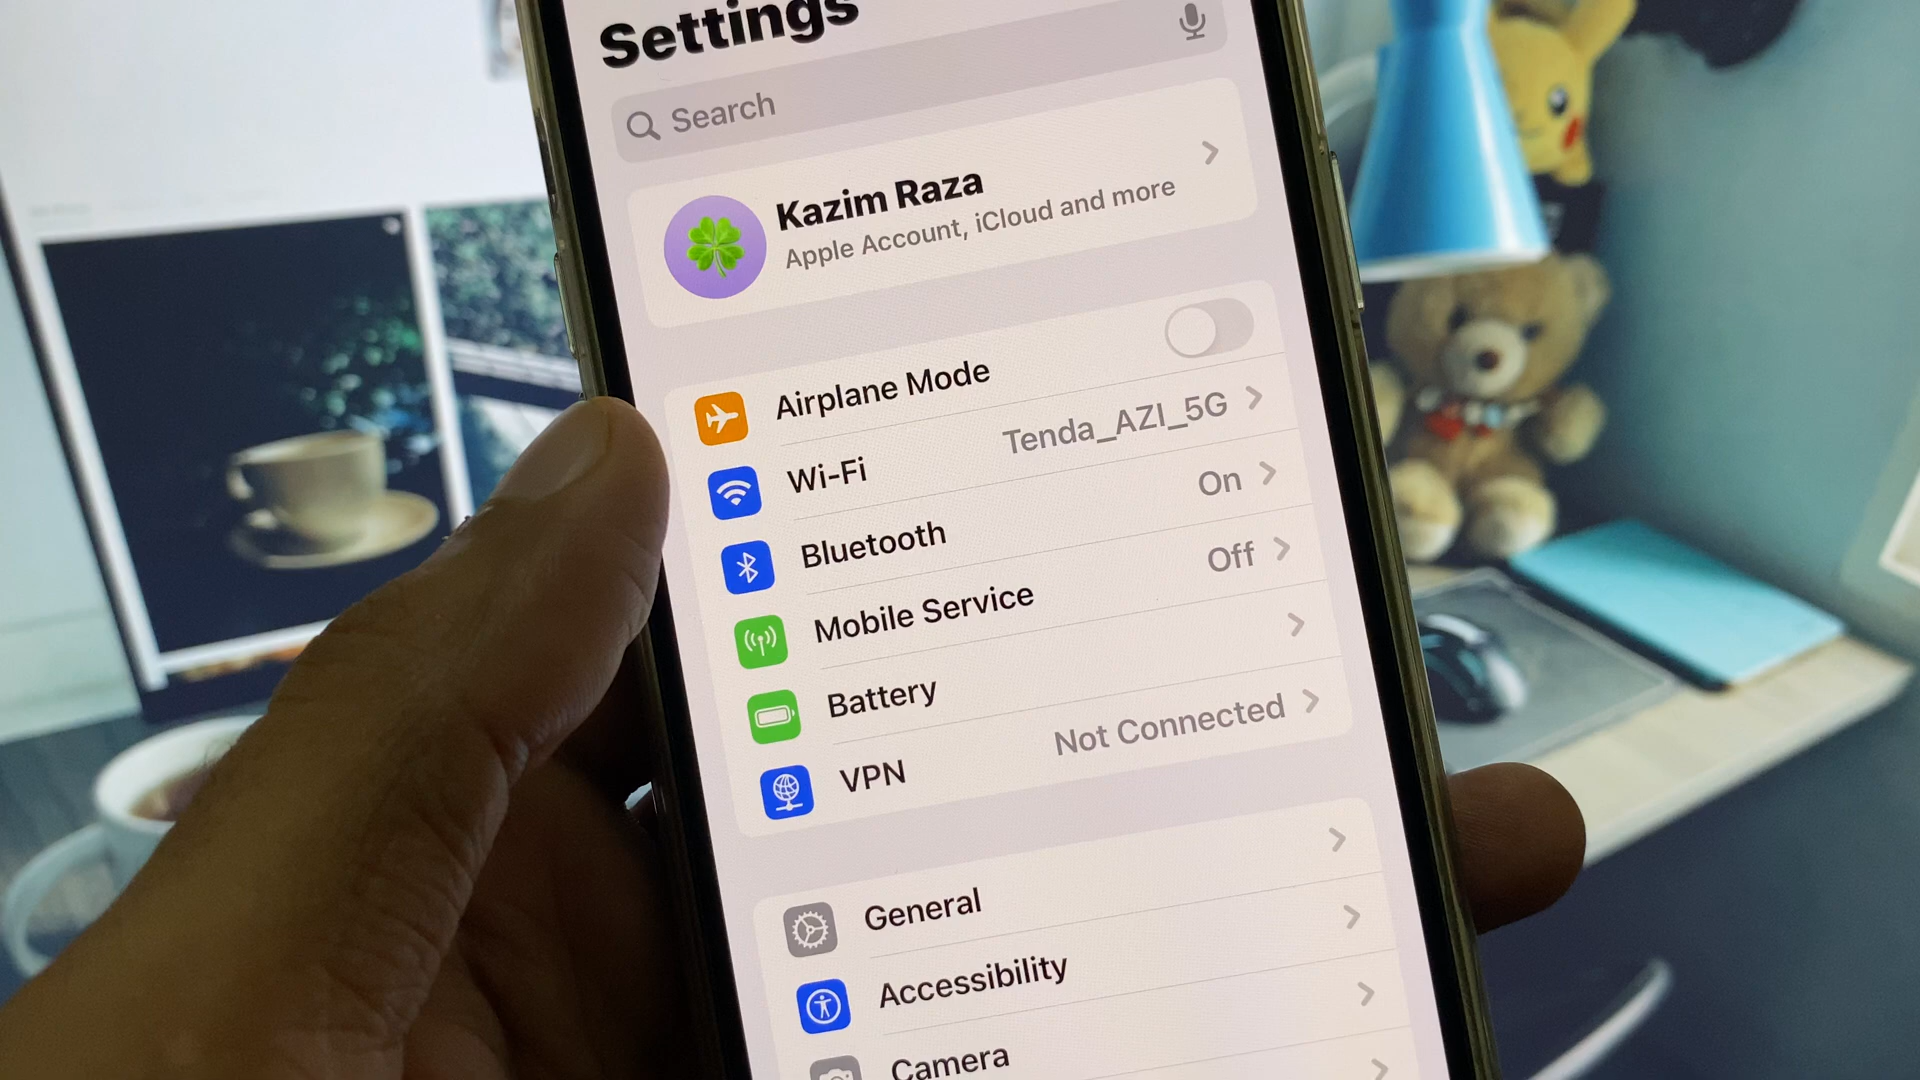 Settings
Search
Kazim Raza
Apple Account, iCloud and more
Airplane Mode
Wi-Fi Tenda_AZI_5G
Bluetooth On
Mobile Service Off
Battery
VPN Not Connected
General
Accessibility
Camera